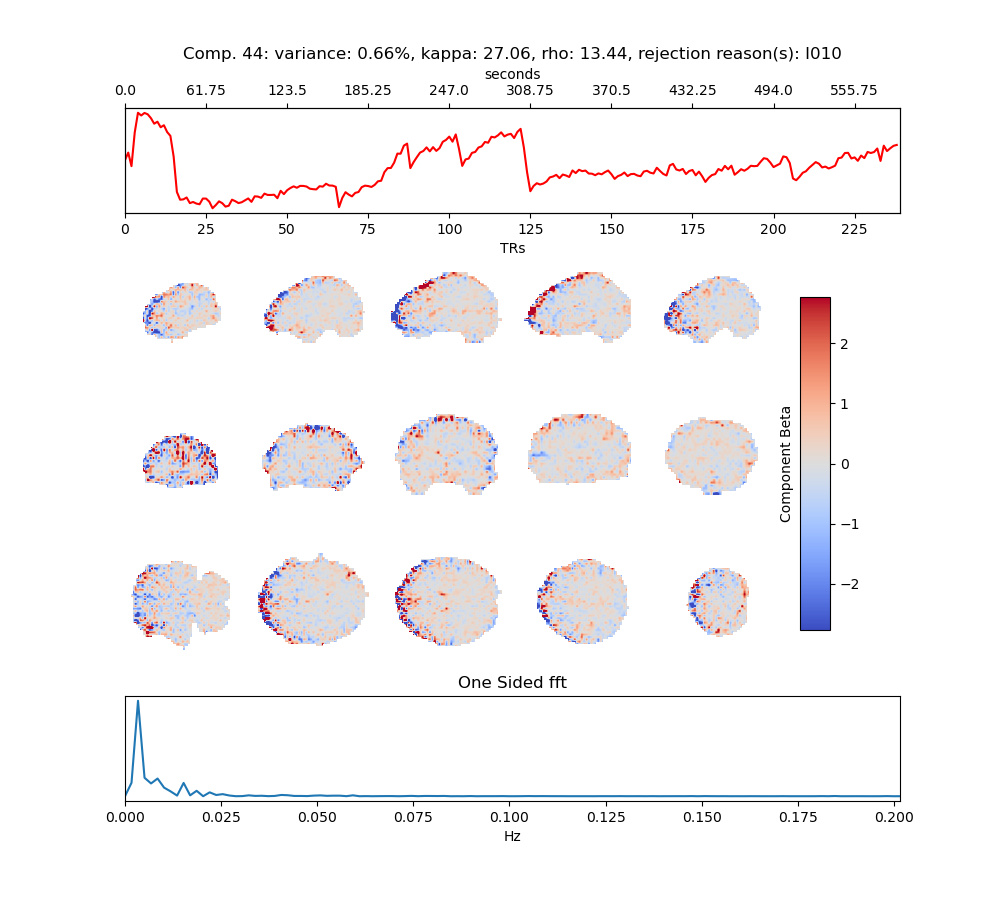 Comp. 44: variance: 0.66%, kappa: 27.06, rho: 13.44, rejection reason(s): I010
seconds
0.0 61.75 123.5 185.25 247.0 308.75 370.5 432.25 494.0 555.75
0 25 50 75 100 125 150 175 200 225
TRs
2
1
0
−1
−2
Component Beta
One Sided fft
0.000 0.025 0.050 0.075 0.100 0.125 0.150 0.175 0.200
Hz